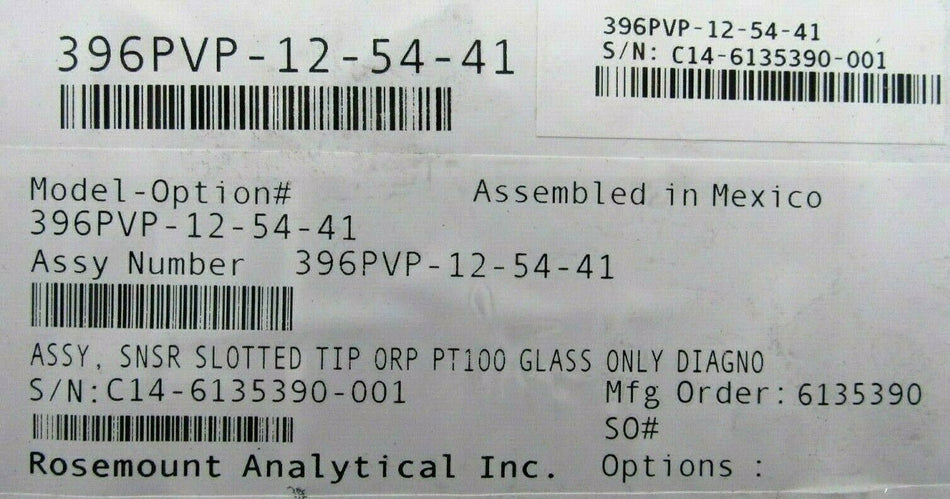 396PVP-12-54-41
396PVP-12-54-41
S/N: C14-6135390-001
Model-Option#
Assembled in Mexico
396PVP-12-54-41
Assy Number 396PVP-12-54-41
ASSY, SNSR SLOTTED TIP ORP PT100 GLASS ONLY DIAGNO
S/N:C14-6135390-001
Mfg Order: 6135390
SO#
Rosemount Analytical Inc.
Options :